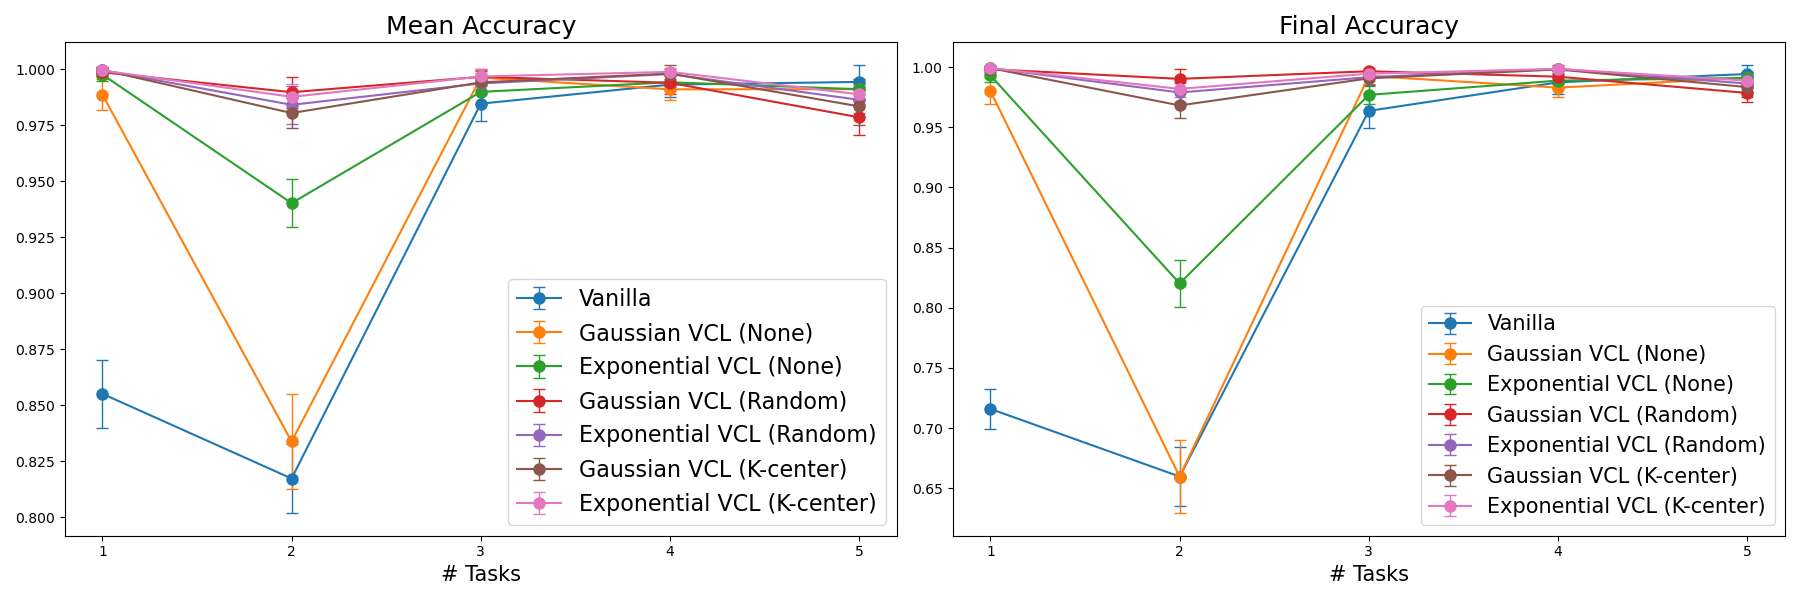 Mean Accuracy
1.000
0.975
0.950
0.925
0.900
0.875
0.850
0.825
0.800
Vanilla
Gaussian VCL (None)
Exponential VCL (None)
Gaussian VCL (Random)
Exponential VCL (Random)
Gaussian VCL (K-center)
Exponential VCL (K-center)
1 2 3 4 5
# Tasks
Final Accuracy
1.00
0.95
0.90
0.85
0.80
0.75
0.70
0.65
Vanilla
Gaussian VCL (None)
Exponential VCL (None)
Gaussian VCL (Random)
Exponential VCL (Random)
Gaussian VCL (K-center)
Exponential VCL (K-center)
1 2 3 4 5
# Tasks